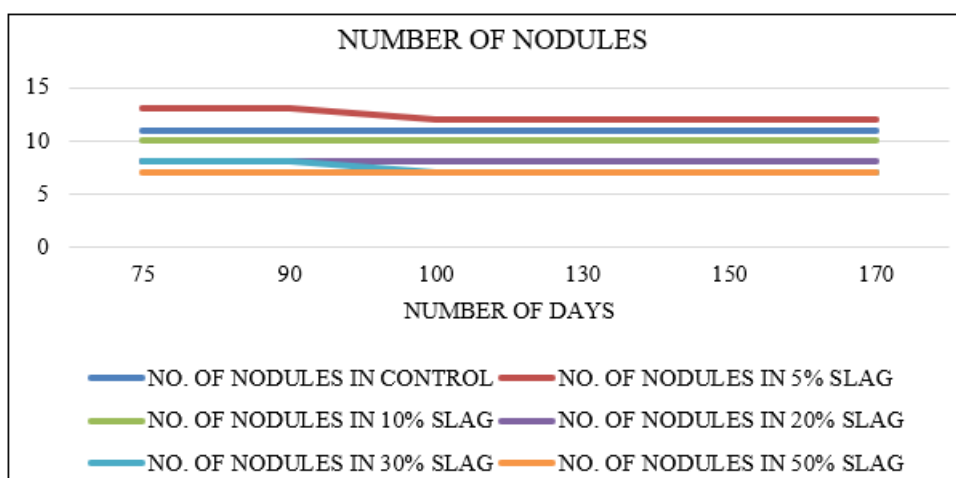 NUMBER OF NODULES
15
10
5
0
75 90 100 130 150 170
NUMBER OF DAYS
NO. OF NODULES IN CONTROL NO. OF NODULES IN 5% SLAG
NO. OF NODULES IN 10% SLAG NO. OF NODULES IN 20% SLAG
NO. OF NODULES IN 30% SLAG NO. OF NODULES IN 50% SLAG